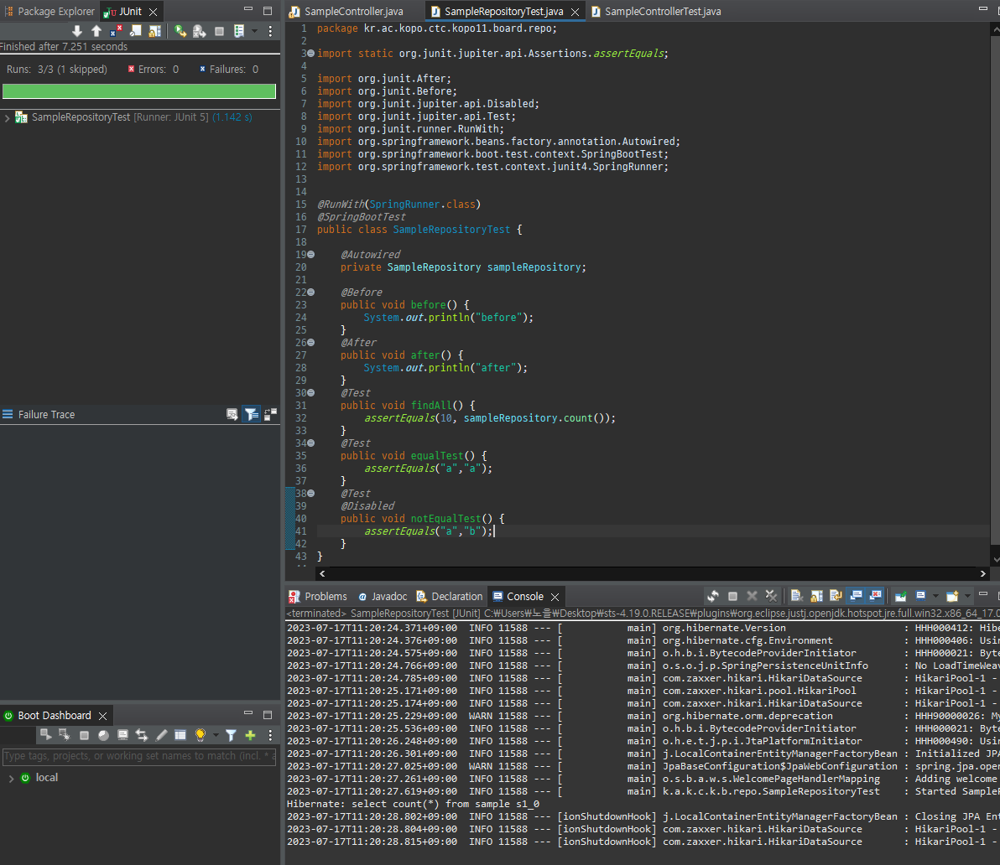 Package Explorer
JUnit
Finished after 7.251 seconds
Runs: 3/3 (1 skipped)
Errors: 0
Failures: 0
SampleRepositoryTest [Runner: JUnit 5] (1.142 s)
Failure Trace
Boot Dashboard
Type tags, projects, or working set names to match (incl. * a
local
SampleController.java
SampleRepositoryTest.java
SampleControllerTest.java
1 package kr.ac.kopo.ctc.kopo11.board.repo;
2
3 import static org.junit.jupiter.api.Assertions.assertEquals;
4
5 import org.junit.After;
6 import org.junit.Before;
7 import org.junit.jupiter.api.Disabled;
8 import org.junit.jupiter.api.Test;
9 import org.junit.runner.RunWith;
10 import org.springframework.beans.factory.annotation.Autowired;
11 import org.springframework.boot.test.context.SpringBootTest;
12 import org.springframework.test.context.junit4.SpringRunner;
13
14
15 @RunWith(SpringRunner.class)
16 @SpringBootTest
17 public class SampleRepositoryTest {
18
19 @Autowired
20 private SampleRepository sampleRepository;
21
22 @Before
23 public void before() {
24 System.out.println("before");
25 }
26 @After
27 public void after() {
28 System.out.println("after");
29 }
30 @Test
31 public void findAll() {
32 assertEquals(10, sampleRepository.count());
33 }
34 @Test
35 public void equalTest() {
36 assertEquals("a","a");
37 }
38 @Test
39 @Disabled
40 public void notEqualTest() {
41 assertEquals("a","b");
42 }
43 }
Problems
Javadoc
Declaration
Console
<terminated> SampleRepositoryTest [JUnit] C:₩Users₩노을₩Desktop₩sts-4.19.0.RELEASE₩plugins₩org.eclipse.justj.openjdk.hotspot.jre.full.win32.x86_64_17.0
2023-07-17T11:20:24.371+09:00 INFO 11588 --- [ main] org.hibernate.Version : HHH000412: Hibe
2023-07-17T11:20:24.376+09:00 INFO 11588 --- [ main] org.hibernate.cfg.Environment : HHH000406: Usin
2023-07-17T11:20:24.575+09:00 INFO 11588 --- [ main] o.h.b.i.BytecodeProviderInitiator : HHH000021: Byte
2023-07-17T11:20:24.766+09:00 INFO 11588 --- [ main] o.s.o.j.p.SpringPersistenceUnitInfo : No LoadTimeWeav
2023-07-17T11:20:24.785+09:00 INFO 11588 --- [ main] com.zaxxer.hikari.HikariDataSource : HikariPool-1 -
2023-07-17T11:20:25.171+09:00 INFO 11588 --- [ main] com.zaxxer.hikari.pool.HikariPool : HikariPool-1 -
2023-07-17T11:20:25.174+09:00 INFO 11588 --- [ main] com.zaxxer.hikari.HikariDataSource : HikariPool-1 -
2023-07-17T11:20:25.229+09:00 WARN 11588 --- [ main] org.hibernate.orm.deprecation : HHH90000026: My
2023-07-17T11:20:25.536+09:00 INFO 11588 --- [ main] o.h.b.i.BytecodeProviderInitiator : HHH000021: Byte
2023-07-17T11:20:26.248+09:00 INFO 11588 --- [ main] o.h.e.t.j.p.i.JtaPlatformInitiator : HHH000490: Usin
2023-07-17T11:20:26.301+09:00 INFO 11588 --- [ main] j.LocalContainerEntityManagerFactoryBean : Initialized JPA
2023-07-17T11:20:27.025+09:00 WARN 11588 --- [ main] JpaBaseConfiguration$JpaWebConfiguration : spring.jpa.open
2023-07-17T11:20:27.261+09:00 INFO 11588 --- [ main] o.s.b.a.w.s.WelcomePageHandlerMapping : Adding welcome
2023-07-17T11:20:27.619+09:00 INFO 11588 --- [ main] k.a.k.c.k.b.repo.SampleRepositoryTest : Started SampleR
Hibernate: select count(*) from sample s1_0
2023-07-17T11:20:28.802+09:00 INFO 11588 --- [ionShutdownHook] j.LocalContainerEntityManagerFactoryBean : Closing JPA Ent
2023-07-17T11:20:28.804+09:00 INFO 11588 --- [ionShutdownHook] com.zaxxer.hikari.HikariDataSource : HikariPool-1 -
2023-07-17T11:20:28.815+09:00 INFO 11588 --- [ionShutdownHook] com.zaxxer.hikari.HikariDataSource : HikariPool-1 -